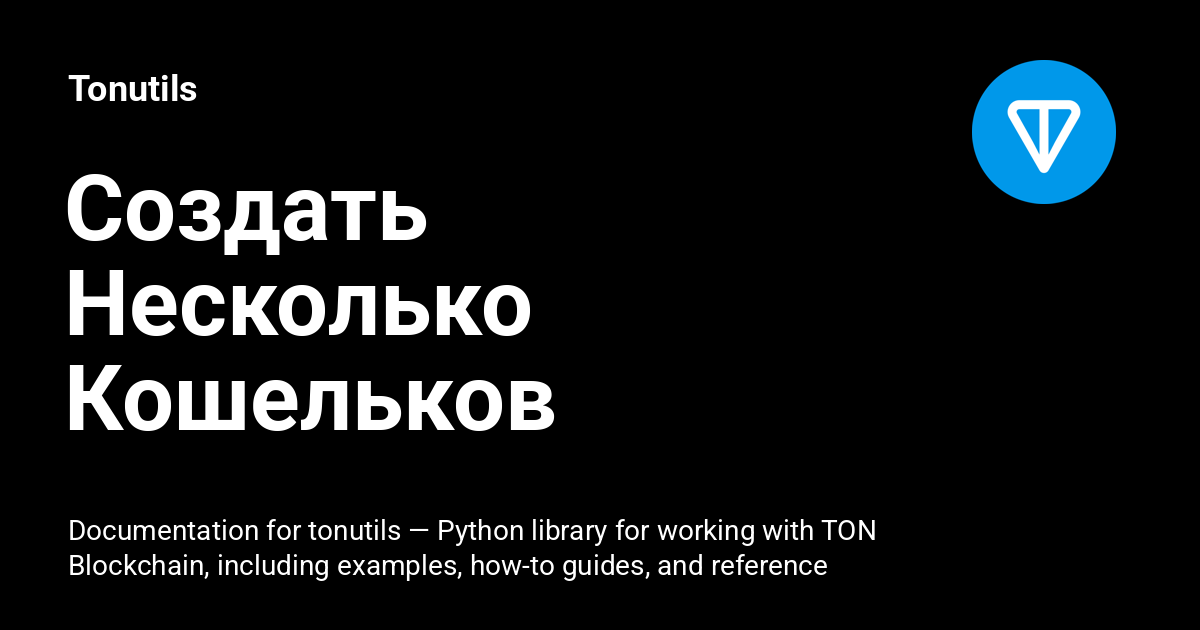 Tonutils
Создать
Несколько
Кошельков
Documentation for tonutils — Python library for working with TON
Blockchain, including examples, how-to guides, and reference